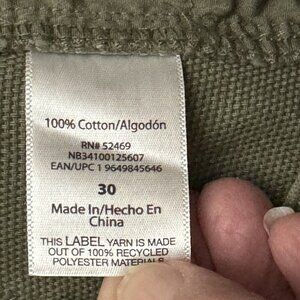 100% Cotton/Algodón
RN# 52469
NB34100125607
EAN/UPC 1 9649845646
30
Made In/Hecho En
China
THIS LABEL YARN IS MADE
OUT OF 100% RECYCLED
POLYESTER MATERIALS